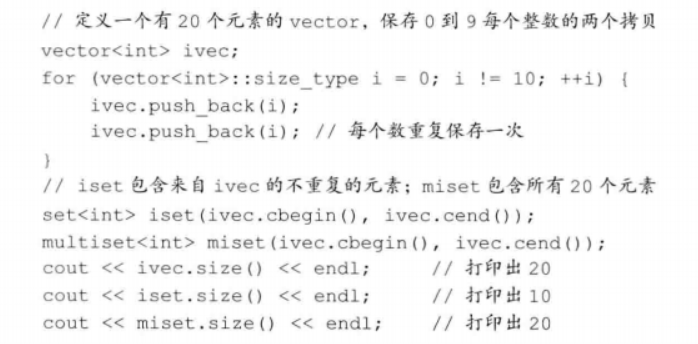 // 定义一个有 20 个元素的 vector，保存 0 到 9 每个整数的两个拷贝
vector<int> ivec;
for (vector<int>::size_type i = 0; i != 10; ++i) {
    ivec.push_back(i);
    ivec.push_back(i); // 每个数重复保存一次
}
// iset 包含来自 ivec 的不重复的元素；miset 包含所有 20 个元素
set<int> iset(ivec.cbegin(), ivec.cend());
multiset<int> miset(ivec.cbegin(), ivec.cend());
cout << ivec.size() << endl;      // 打印出 20
cout << iset.size() << endl;      // 打印出 10
cout << miset.size() << endl;     // 打印出 20